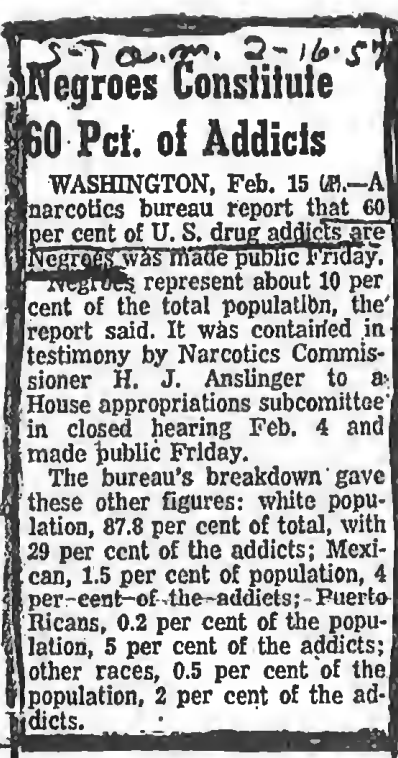 S-T a.m. 2-16-57
Negroes Constitute
60 Pct. of Addicts
WASHINGTON, Feb. 15 (AP).—A
narcotics bureau report that 60
per cent of U. S. drug addicts are
Negroes was made public Friday.
Negroes represent about 10 per
cent of the total population, the
report said. It was contained in
testimony by Narcotics Commis-
sioner H. J. Anslinger to a
House appropriations subcomittee
in closed hearing Feb. 4 and
made public Friday.
The bureau's breakdown gave
these other figures: white popu-
lation, 87.8 per cent of total, with
29 per cent of the addicts; Mexi-
can, 1.5 per cent of population, 4
per cent of the addicts; Puerto
Ricans, 0.2 per cent of the popu-
lation, 5 per cent of the addicts;
other races, 0.5 per cent of the
population, 2 per cent of the ad-
dicts.